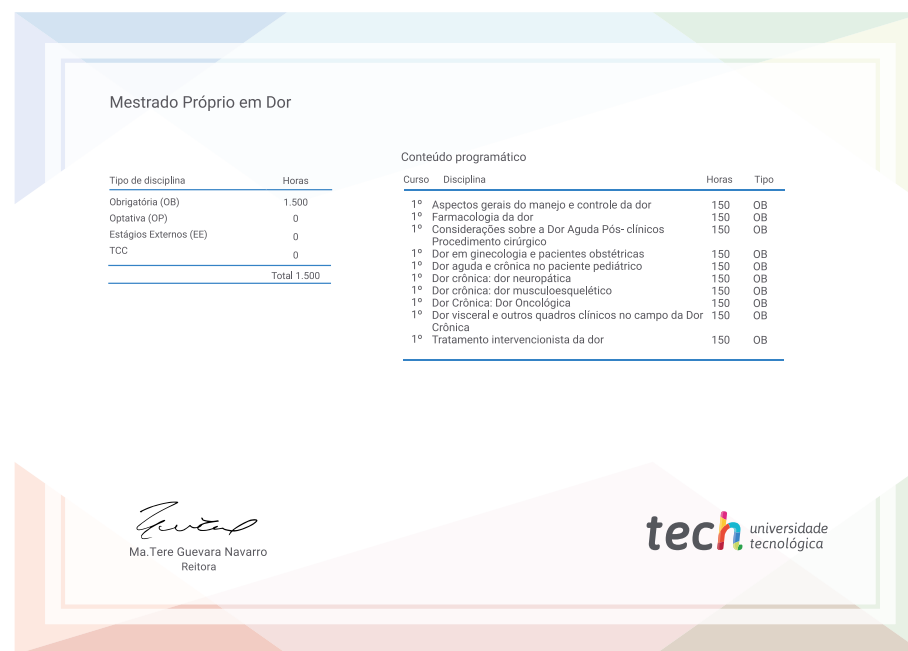 Mestrado Próprio em Dor
Tipo de disciplina Horas
Obrigatória (OB) 1.500
Optativa (OP) 0
Estágios Externos (EE) 0
TCC 0
Total 1.500
Conteúdo programático
Curso Disciplina Horas Tipo
1º Aspectos gerais do manejo e controle da dor 150 OB
1º Farmacologia da dor 150 OB
1º Considerações sobre a Dor Aguda Pós- clínicos 150 OB
Procedimento cirúrgico
1º Dor em ginecologia e pacientes obstétricas 150 OB
1º Dor aguda e crônica no paciente pediátrico 150 OB
1º Dor crônica: dor neuropática 150 OB
1º Dor crônica: dor musculoesquelético 150 OB
1º Dor Crônica: Dor Oncológica 150 OB
1º Dor visceral e outros quadros clínicos no campo da Dor 150 OB
Crônica
1º Tratamento intervencionista da dor 150 OB
Ma.Tere Guevara Navarro
Reitora
tech universidade
tecnológica